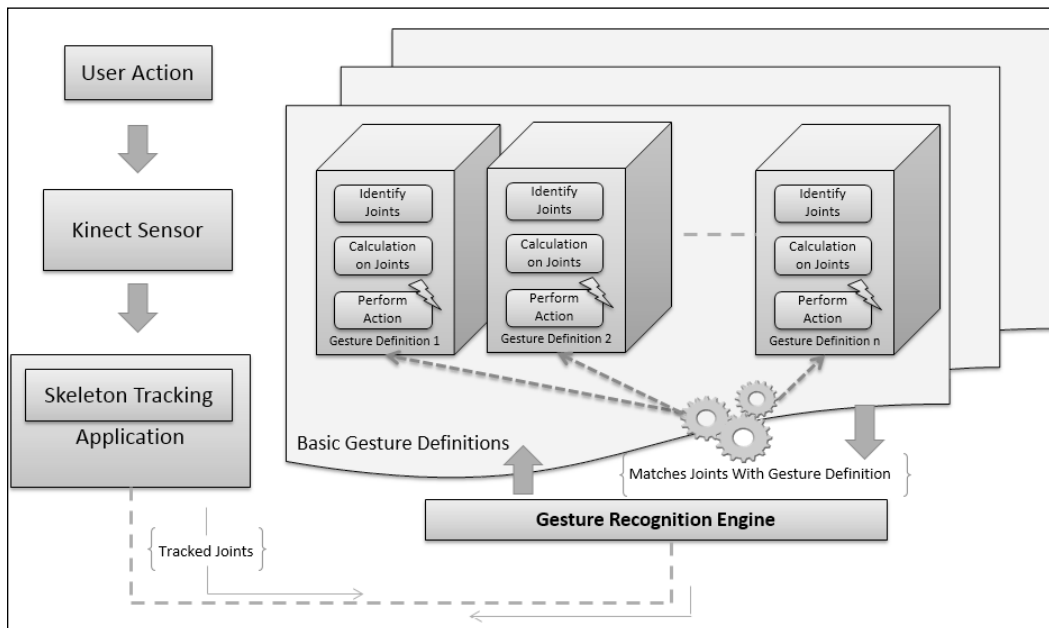 User Action
Kinect Sensor
Skeleton Tracking
Application
Tracked Joints
Identify
Joints
Calculation
on Joints
Perform
Action
Gesture Definition 1
Identify
Joints
Calculation
on Joints
Perform
Action
Gesture Definition 2
Identify
Joints
Calculation
on Joints
Perform
Action
Gesture Definition n
Basic Gesture Definitions
Matches Joints With Gesture Definition
Gesture Recognition Engine